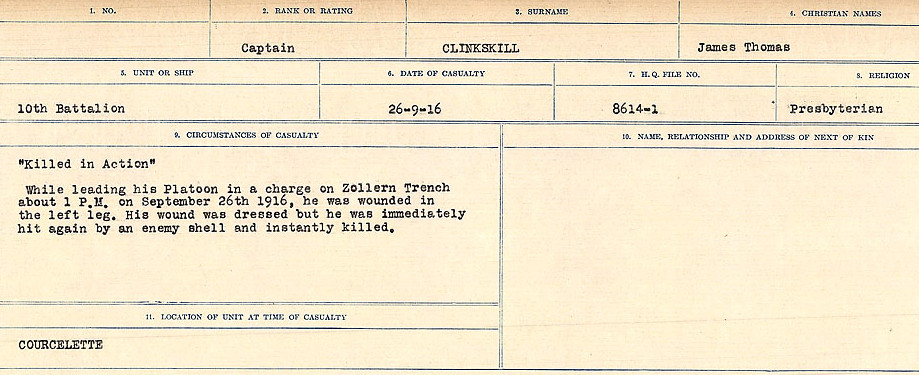 1. NO.
2. RANK OR RATING
3. SURNAME
4. CHRISTIAN NAMES
Captain
CLINKSKILL
James Thomas
5. UNIT OR SHIP
6. DATE OF CASUALTY
7. H.Q. FILE NO.
8. RELIGION
10th Battalion
26-9-16
8614-1
Presbyterian
9. CIRCUMSTANCES OF CASUALTY
10. NAME, RELATIONSHIP AND ADDRESS OF NEXT OF KIN
"Killed in Action"
While leading his Platoon in a charge on Zollern Trench
about 1 P.M. on September 26th 1916, he was wounded in
the left leg. His wound was dressed but he was immediately
hit again by an enemy shell and instantly killed.
11. LOCATION OF UNIT AT TIME OF CASUALTY
COURCELETTE